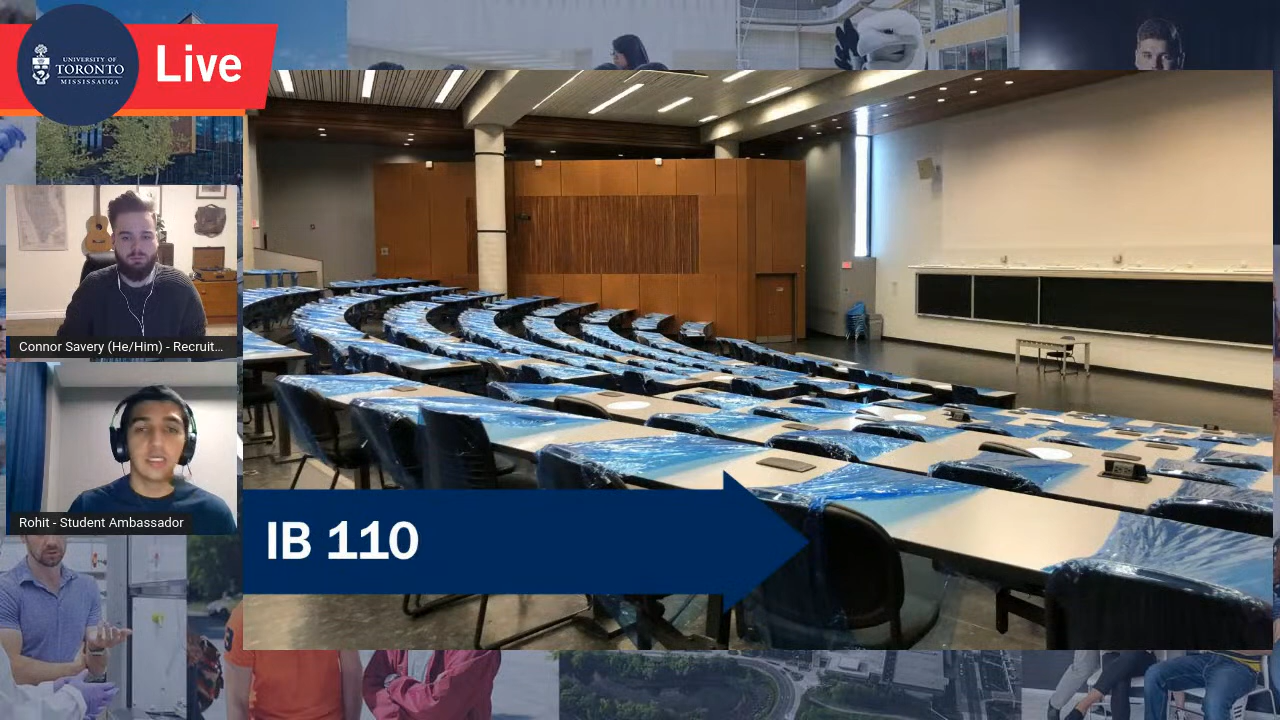 UNIVERSITY OF
TORONTO
MISSISSAUGA
Live
Connor Savery (He/Him) - Recruit...
Rohit - Student Ambassador
IB 110